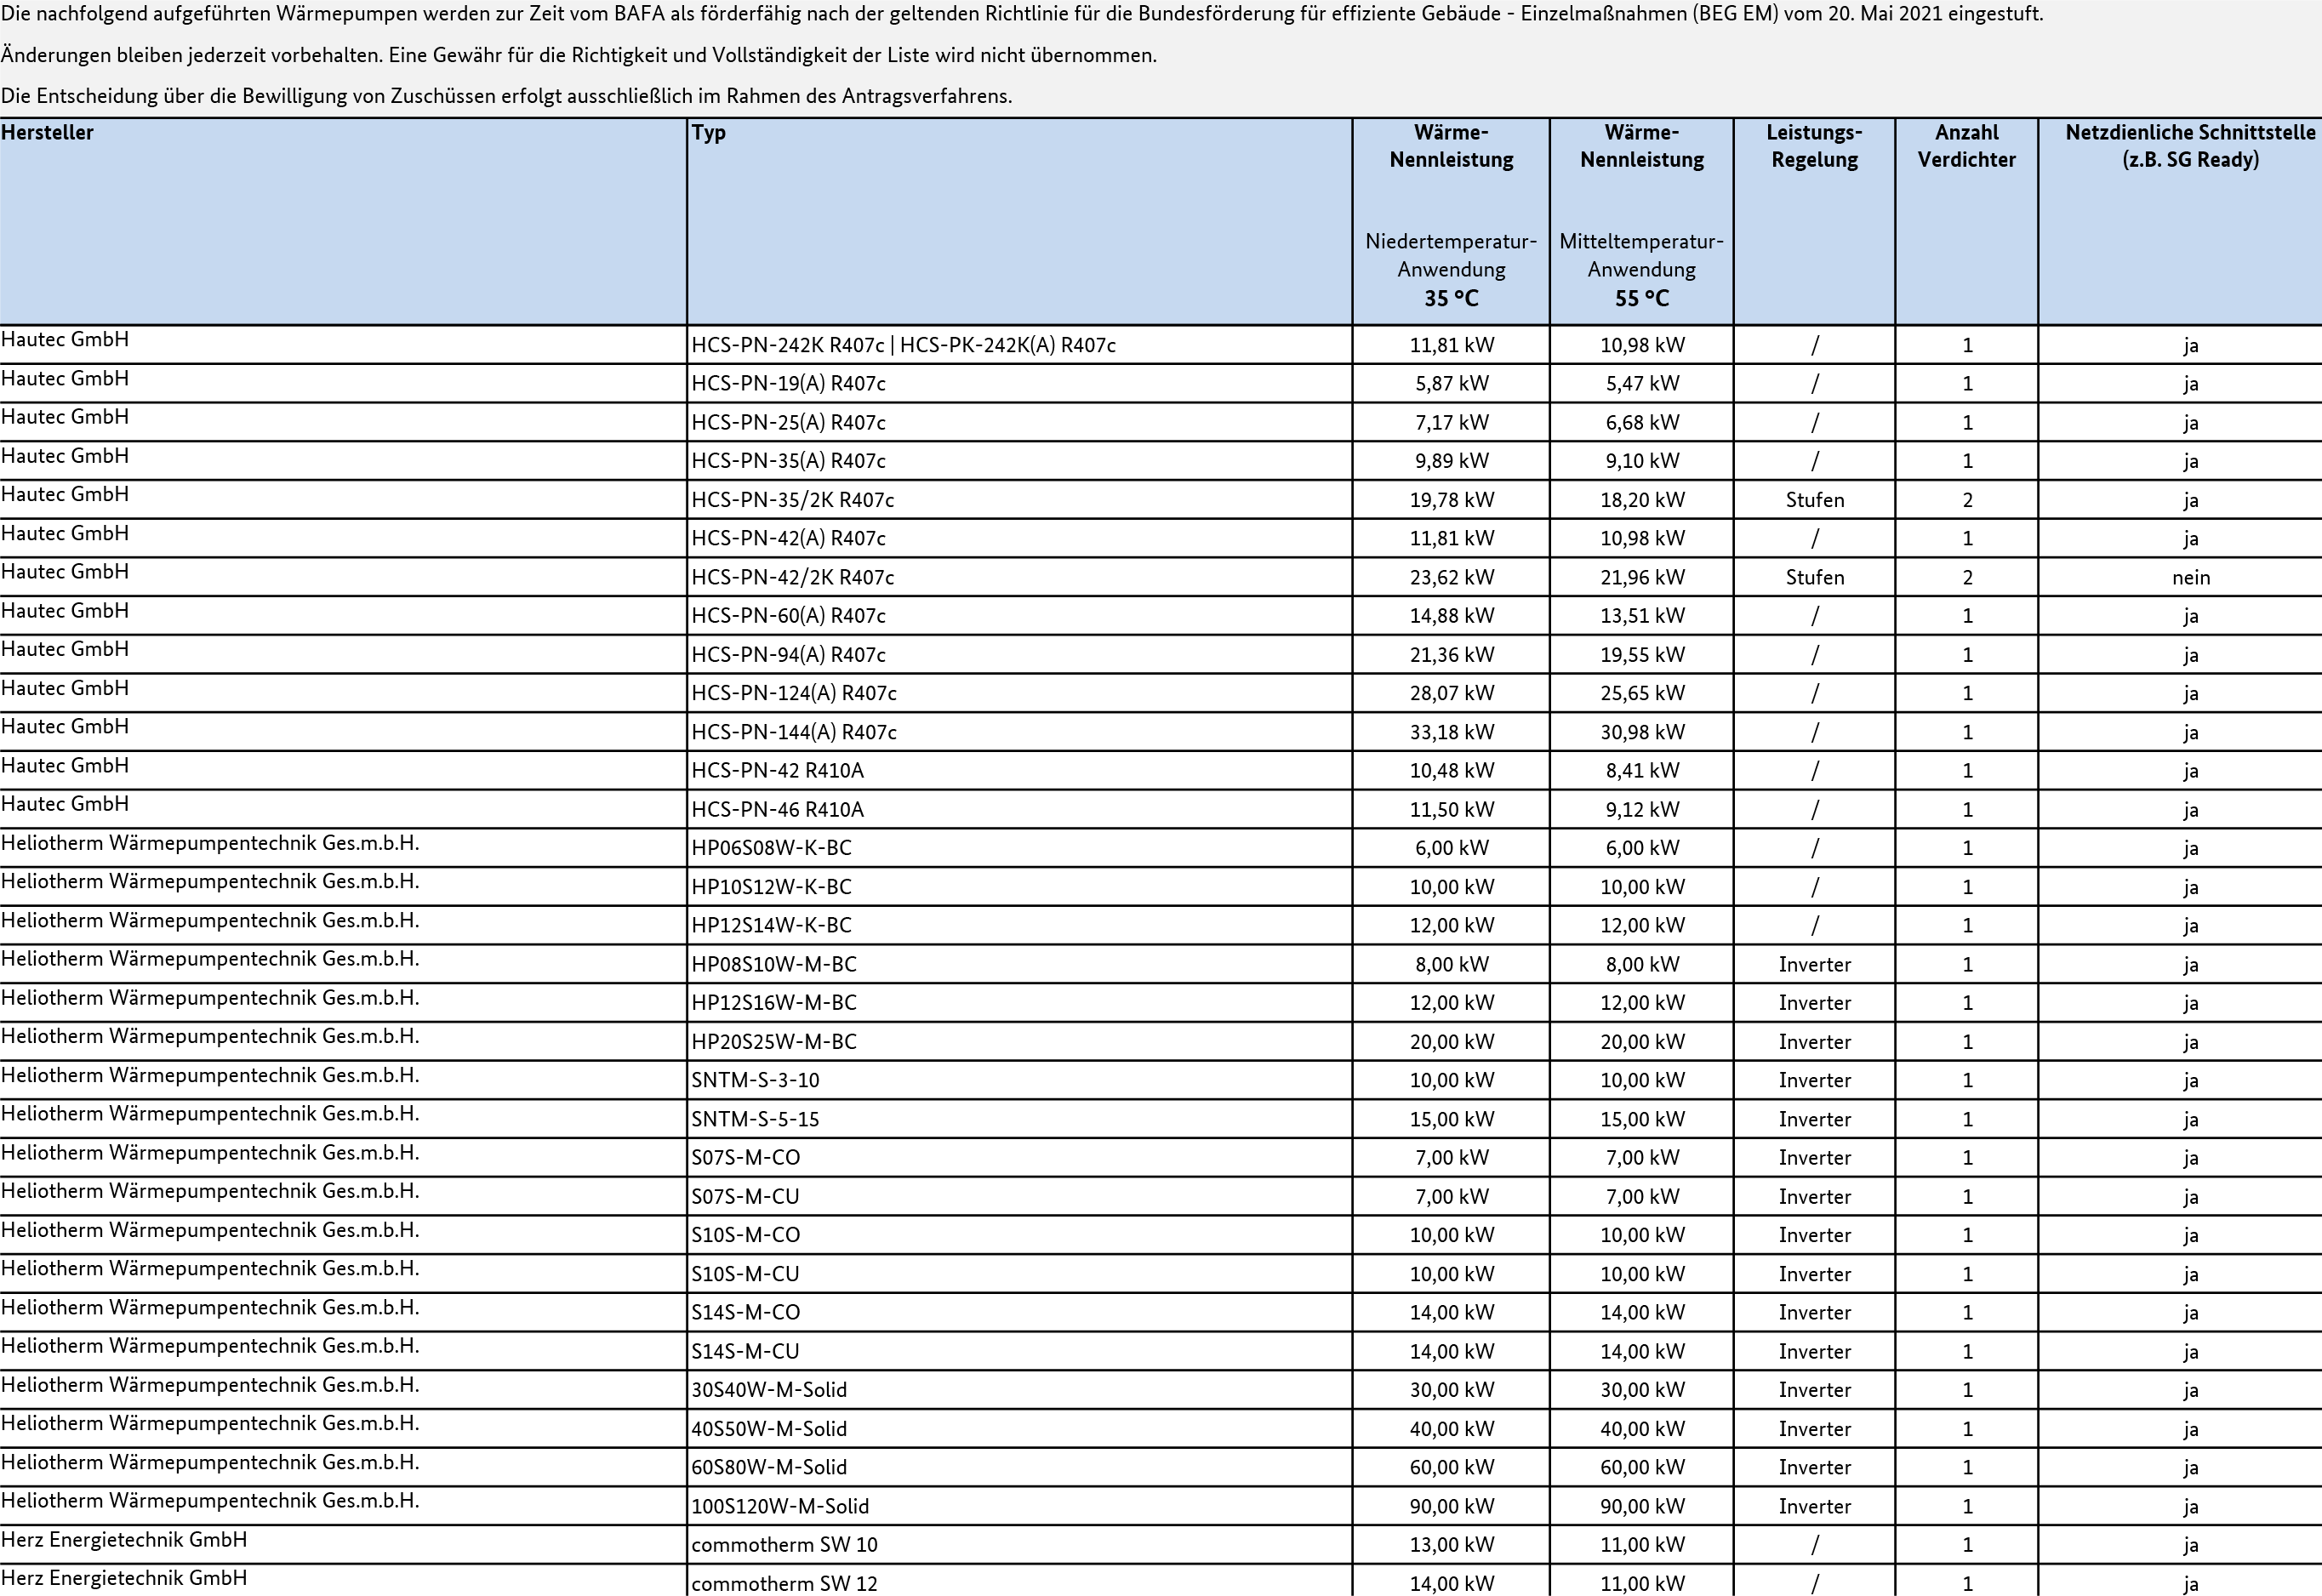 Die nachfolgend aufgeführten Wärmepumpen werden zur Zeit vom BAFA als förderfähig nach der geltenden Richtlinie für die Bundesförderung für effiziente Gebäude - Einzelmaßnahmen (BEG EM) vom 20. Mai 2021 eingestuft.
Änderungen bleiben jederzeit vorbehalten. Eine Gewähr für die Richtigkeit und Vollständigkeit der Liste wird nicht übernommen.
Die Entscheidung über die Bewilligung von Zuschüssen erfolgt ausschließlich im Rahmen des Antragsverfahrens.
Hersteller Typ Wärme- Wärme- Leistungs- Anzahl Netzdienliche Schnittstelle
Nennleistung Nennleistung Regelung Verdichter (z.B. SG Ready)
Niedertemperatur- Mitteltemperatur-
Anwendung Anwendung
35 °C 55 °C
Hautec GmbH HCS-PN-242K R407c | HCS-PK-242K(A) R407c 11,81 kW 10,98 kW / 1 ja
Hautec GmbH HCS-PN-19(A) R407c 5,87 kW 5,47 kW / 1 ja
Hautec GmbH HCS-PN-25(A) R407c 7,17 kW 6,68 kW / 1 ja
Hautec GmbH HCS-PN-35(A) R407c 9,89 kW 9,10 kW / 1 ja
Hautec GmbH HCS-PN-35/2K R407c 19,78 kW 18,20 kW Stufen 2 ja
Hautec GmbH HCS-PN-42(A) R407c 11,81 kW 10,98 kW / 1 ja
Hautec GmbH HCS-PN-42/2K R407c 23,62 kW 21,96 kW Stufen 2 nein
Hautec GmbH HCS-PN-60(A) R407c 14,88 kW 13,51 kW / 1 ja
Hautec GmbH HCS-PN-94(A) R407c 21,36 kW 19,55 kW / 1 ja
Hautec GmbH HCS-PN-124(A) R407c 28,07 kW 25,65 kW / 1 ja
Hautec GmbH HCS-PN-144(A) R407c 33,18 kW 30,98 kW / 1 ja
Hautec GmbH HCS-PN-42 R410A 10,48 kW 8,41 kW / 1 ja
Hautec GmbH HCS-PN-46 R410A 11,50 kW 9,12 kW / 1 ja
Heliotherm Wärmepumpentechnik Ges.m.b.H. HP06S08W-K-BC 6,00 kW 6,00 kW / 1 ja
Heliotherm Wärmepumpentechnik Ges.m.b.H. HP10S12W-K-BC 10,00 kW 10,00 kW / 1 ja
Heliotherm Wärmepumpentechnik Ges.m.b.H. HP12S14W-K-BC 12,00 kW 12,00 kW / 1 ja
Heliotherm Wärmepumpentechnik Ges.m.b.H. HP08S10W-M-BC 8,00 kW 8,00 kW Inverter 1 ja
Heliotherm Wärmepumpentechnik Ges.m.b.H. HP12S16W-M-BC 12,00 kW 12,00 kW Inverter 1 ja
Heliotherm Wärmepumpentechnik Ges.m.b.H. HP20S25W-M-BC 20,00 kW 20,00 kW Inverter 1 ja
Heliotherm Wärmepumpentechnik Ges.m.b.H. SNTM-S-3-10 10,00 kW 10,00 kW Inverter 1 ja
Heliotherm Wärmepumpentechnik Ges.m.b.H. SNTM-S-5-15 15,00 kW 15,00 kW Inverter 1 ja
Heliotherm Wärmepumpentechnik Ges.m.b.H. S07S-M-CO 7,00 kW 7,00 kW Inverter 1 ja
Heliotherm Wärmepumpentechnik Ges.m.b.H. S07S-M-CU 7,00 kW 7,00 kW Inverter 1 ja
Heliotherm Wärmepumpentechnik Ges.m.b.H. S10S-M-CO 10,00 kW 10,00 kW Inverter 1 ja
Heliotherm Wärmepumpentechnik Ges.m.b.H. S10S-M-CU 10,00 kW 10,00 kW Inverter 1 ja
Heliotherm Wärmepumpentechnik Ges.m.b.H. S14S-M-CO 14,00 kW 14,00 kW Inverter 1 ja
Heliotherm Wärmepumpentechnik Ges.m.b.H. S14S-M-CU 14,00 kW 14,00 kW Inverter 1 ja
Heliotherm Wärmepumpentechnik Ges.m.b.H. 30S40W-M-Solid 30,00 kW 30,00 kW Inverter 1 ja
Heliotherm Wärmepumpentechnik Ges.m.b.H. 40S50W-M-Solid 40,00 kW 40,00 kW Inverter 1 ja
Heliotherm Wärmepumpentechnik Ges.m.b.H. 60S80W-M-Solid 60,00 kW 60,00 kW Inverter 1 ja
Heliotherm Wärmepumpentechnik Ges.m.b.H. 100S120W-M-Solid 90,00 kW 90,00 kW Inverter 1 ja
Herz Energietechnik GmbH commotherm SW 10 13,00 kW 11,00 kW / 1 ja
Herz Energietechnik GmbH commotherm SW 12 14,00 kW 11,00 kW / 1 ja